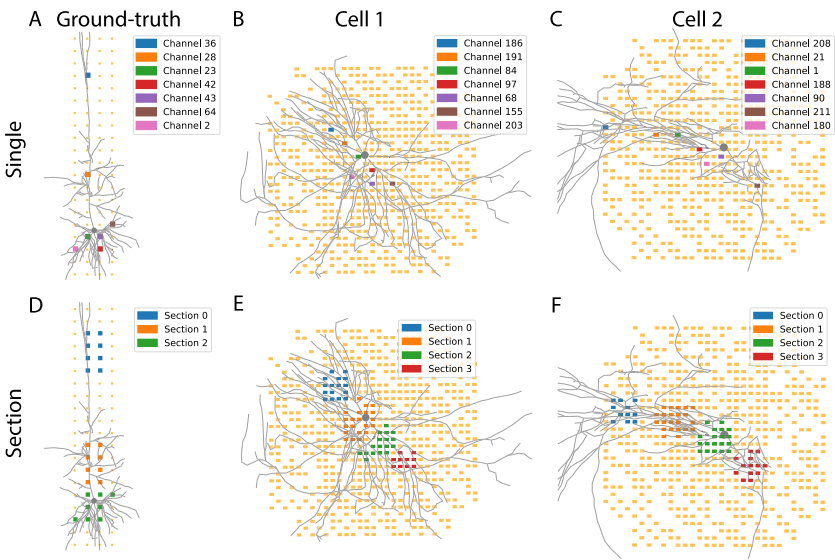 A Ground-truth
B Cell 1
C Cell 2
Single
Channel 36
Channel 28
Channel 23
Channel 42
Channel 43
Channel 64
Channel 2
Channel 186
Channel 191
Channel 84
Channel 97
Channel 68
Channel 155
Channel 203
Channel 208
Channel 21
Channel 1
Channel 188
Channel 90
Channel 211
Channel 180
D
E
F
Section
Section 0
Section 1
Section 2
Section 0
Section 1
Section 2
Section 3
Section 0
Section 1
Section 2
Section 3